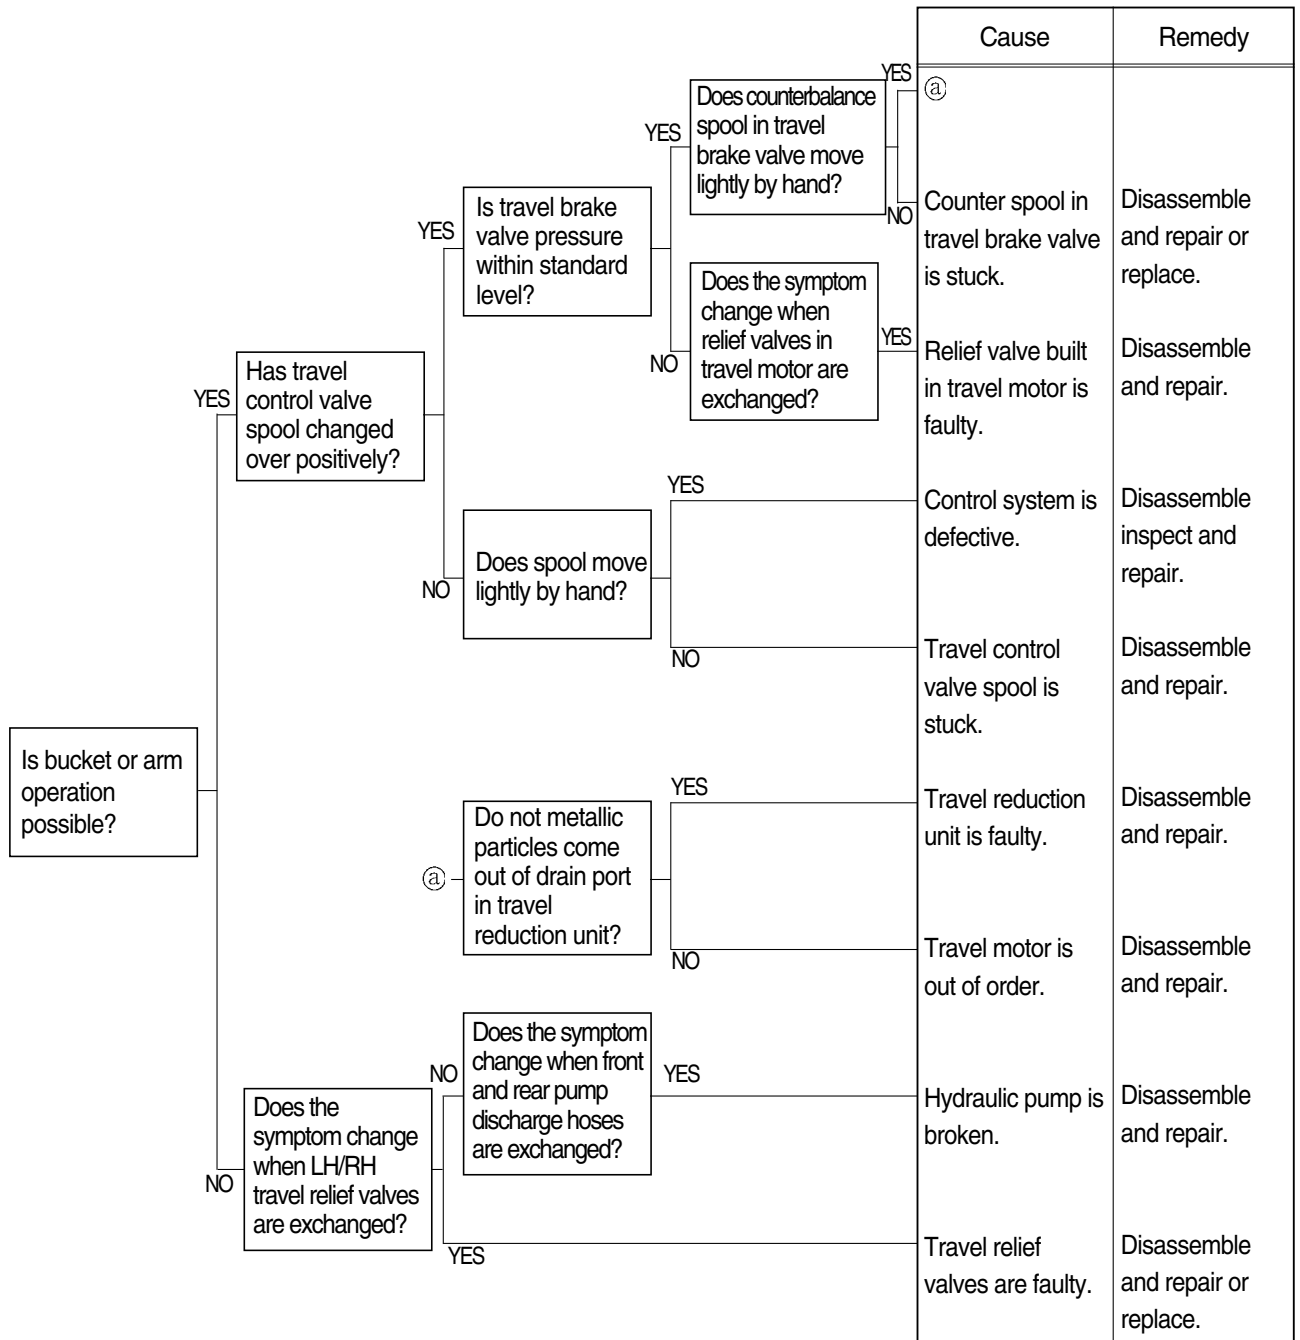 Cause
Remedy
YES
ⓐ
Does counterbalance
spool in travel
brake valve move
lightly by hand?
YES
NO
Counter spool in
travel brake valve
is stuck.
Disassemble
and repair or
replace.
Is travel brake
valve pressure
within standard
level?
YES
Does the symptom
change when
relief valves in
travel motor are
exchanged?
NO
YES
Relief valve built
in travel motor is
faulty.
Disassemble
and repair.
Has travel
control valve
spool changed
over positively?
YES
YES
Control system is
defective.
Disassemble
inspect and
repair.
Does spool move
lightly by hand?
NO
NO
Travel control
valve spool is
stuck.
Disassemble
and repair.
Is bucket or arm
operation
possible?
YES
Travel reduction
unit is faulty.
Disassemble
and repair.
ⓐ
Do not metallic
particles come
out of drain port
in travel
reduction unit?
NO
Travel motor is
out of order.
Disassemble
and repair.
Does the symptom
change when front
and rear pump
discharge hoses
are exchanged?
NO
YES
Hydraulic pump is
broken.
Disassemble
and repair.
Does the
symptom change
when LH/RH
travel relief valves
are exchanged?
NO
YES
Travel relief
valves are faulty.
Disassemble
and repair or
replace.